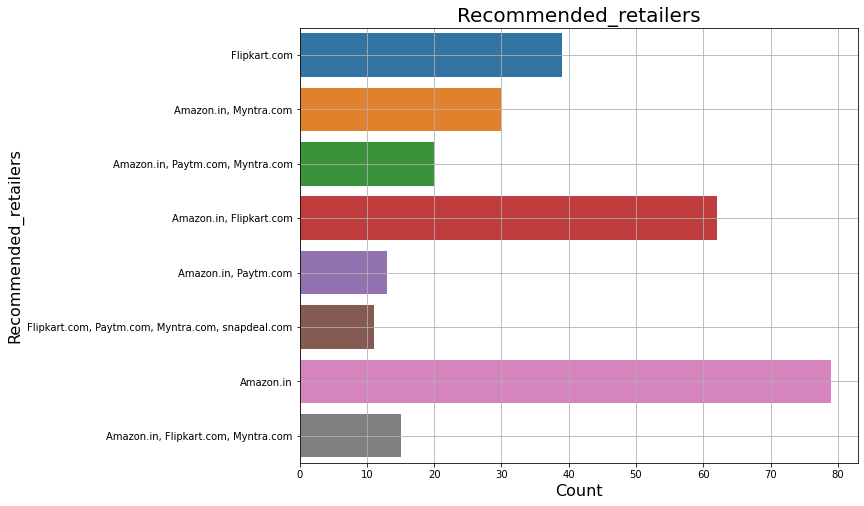 Recommended_retailers
Flipkart.com
Amazon.in, Myntra.com
Amazon.in, Paytm.com, Myntra.com
Amazon.in, Flipkart.com
Amazon.in, Paytm.com
Flipkart.com, Paytm.com, Myntra.com, snapdeal.com
Amazon.in
Amazon.in, Flipkart.com, Myntra.com
Recommended_retailers
0 10 20 30 40 50 60 70 80
Count